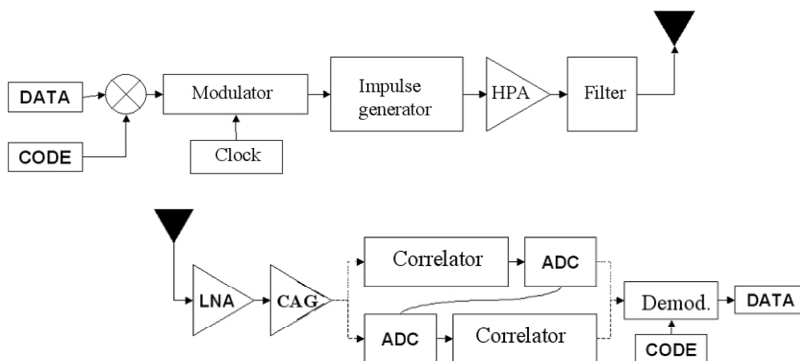 DATA
CODE
Modulator
Clock
Impulse
generator
HPA
Filter
LNA
CAG
Correlator
ADC
ADC
Correlator
Demod.
CODE
DATA